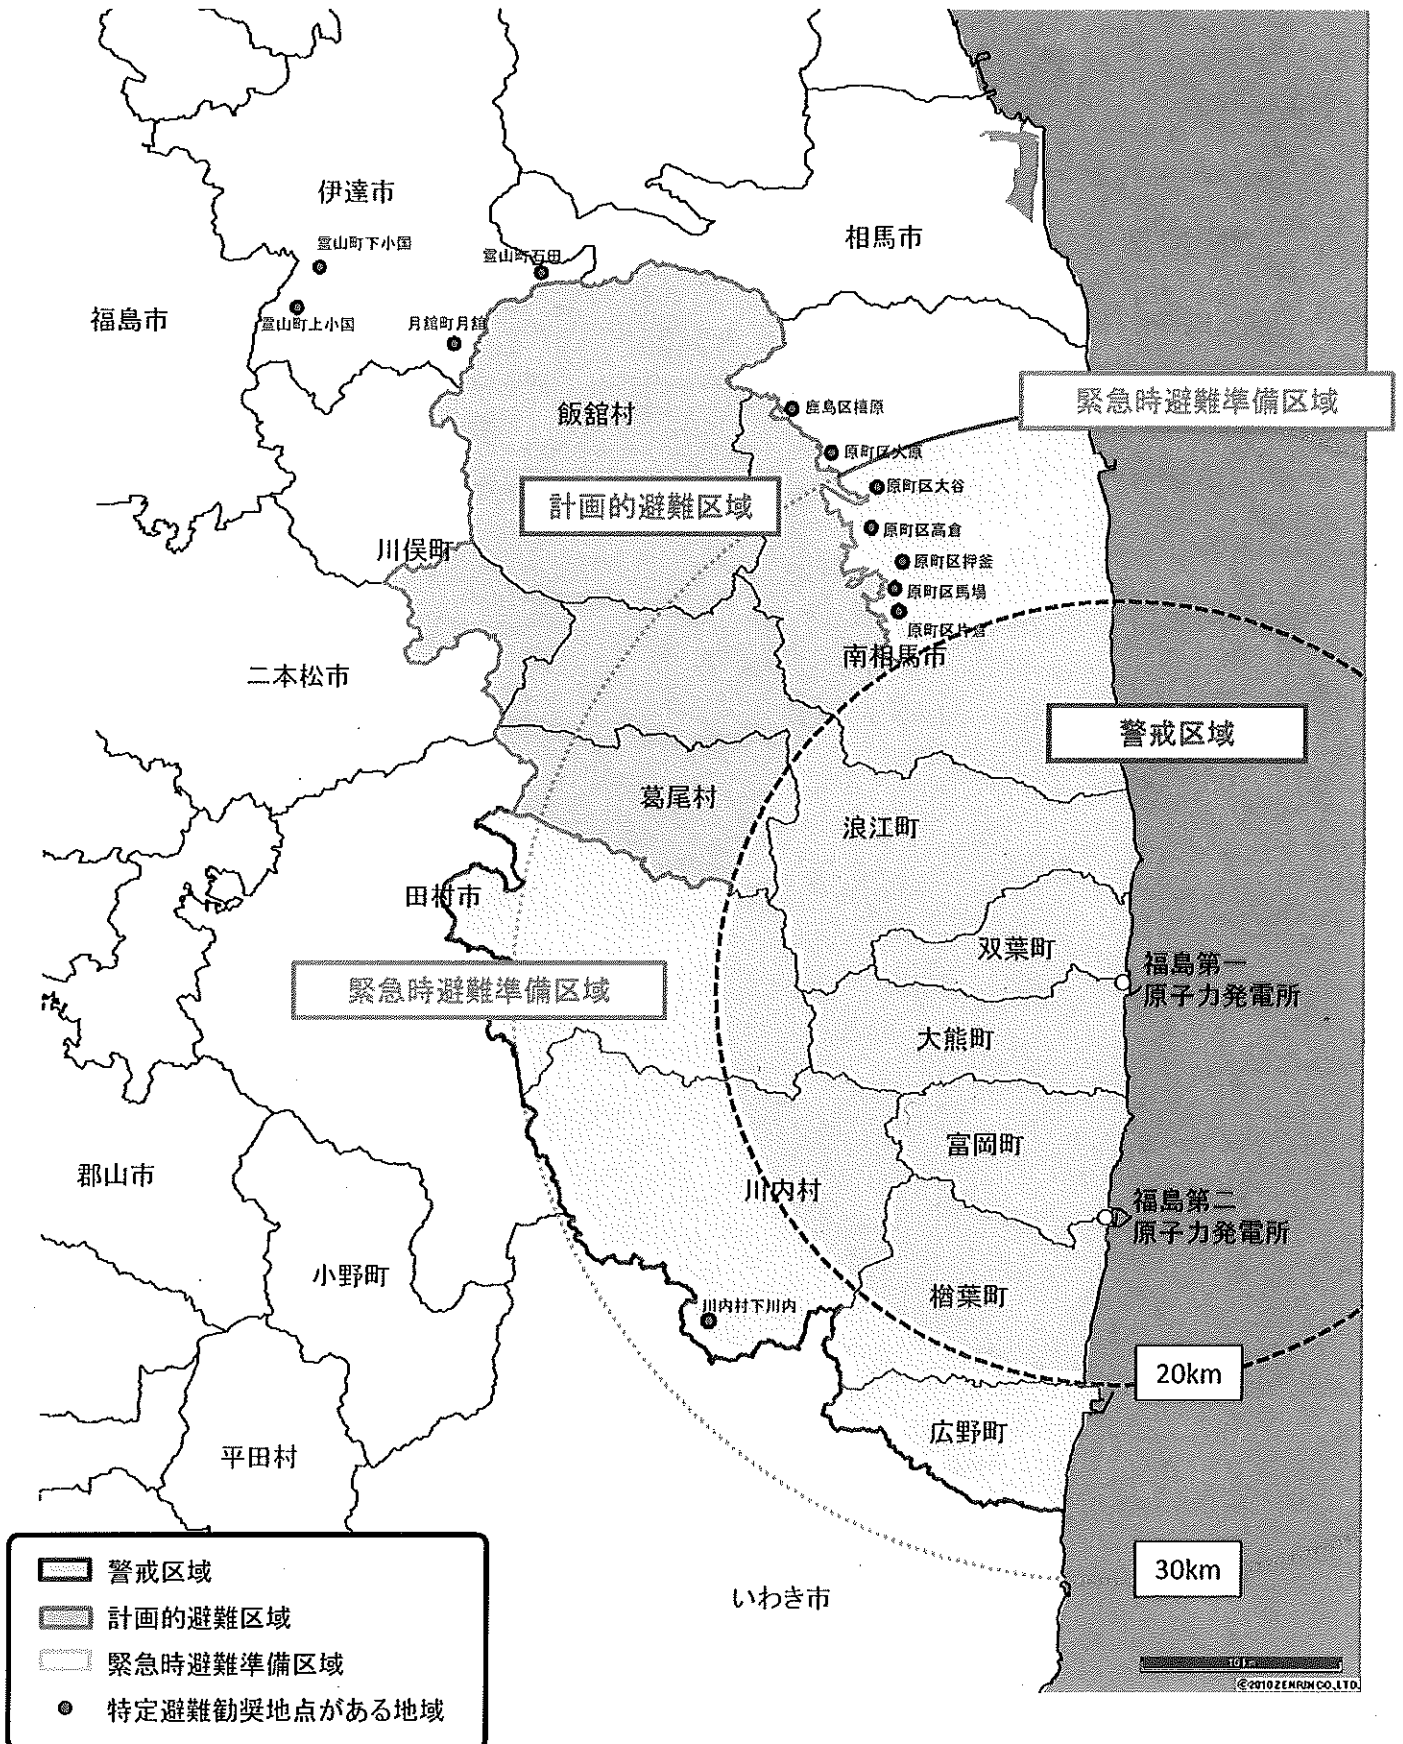 伊達市
相馬市
霊山町下小国
霊山町石田
福島市
霊山町上小国
月舘町月舘
緊急時避難準備区域
飯舘村
鹿島区橲原
原町区大原
計画的避難区域
原町区大谷
原町区高倉
川俣町
原町区押釜
原町区馬場
原町区片倉
南相馬市
二本松市
警戒区域
葛尾村
浪江町
田村市
双葉町
福島第一
原子力発電所
緊急時避難準備区域
大熊町
富岡町
郡山市
川内村
福島第二
原子力発電所
小野町
楢葉町
川内村下川内
20km
広野町
平田村
30km
いわき市
警戒区域
計画的避難区域
緊急時避難準備区域
特定避難勧奨地点がある地域
10km
©2010ZENRIN CO.,LTD.